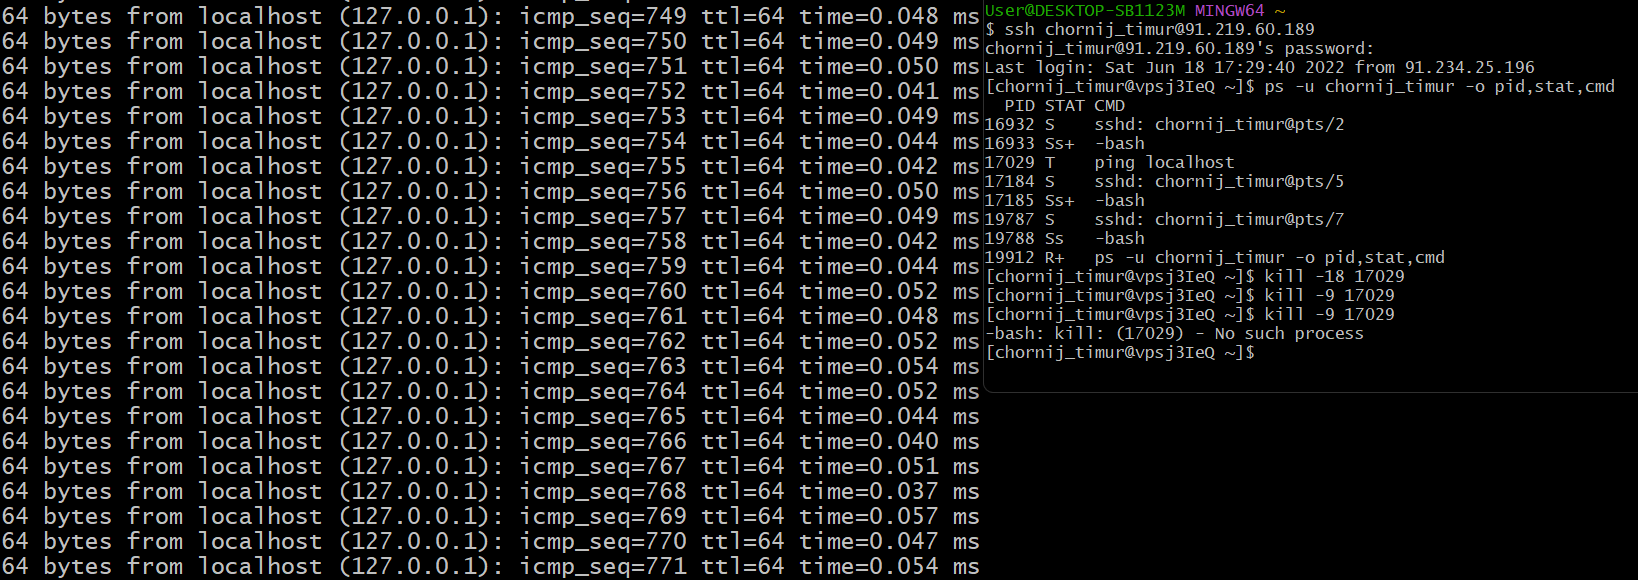 64 bytes from localhost (127.0.0.1): icmp_seq=749 ttl=64 time=0.048 ms
64 bytes from localhost (127.0.0.1): icmp_seq=750 ttl=64 time=0.049 ms
64 bytes from localhost (127.0.0.1): icmp_seq=751 ttl=64 time=0.050 ms
64 bytes from localhost (127.0.0.1): icmp_seq=752 ttl=64 time=0.041 ms
64 bytes from localhost (127.0.0.1): icmp_seq=753 ttl=64 time=0.049 ms
64 bytes from localhost (127.0.0.1): icmp_seq=754 ttl=64 time=0.044 ms
64 bytes from localhost (127.0.0.1): icmp_seq=755 ttl=64 time=0.042 ms
64 bytes from localhost (127.0.0.1): icmp_seq=756 ttl=64 time=0.050 ms
64 bytes from localhost (127.0.0.1): icmp_seq=757 ttl=64 time=0.049 ms
64 bytes from localhost (127.0.0.1): icmp_seq=758 ttl=64 time=0.042 ms
64 bytes from localhost (127.0.0.1): icmp_seq=759 ttl=64 time=0.044 ms
64 bytes from localhost (127.0.0.1): icmp_seq=760 ttl=64 time=0.052 ms
64 bytes from localhost (127.0.0.1): icmp_seq=761 ttl=64 time=0.048 ms
64 bytes from localhost (127.0.0.1): icmp_seq=762 ttl=64 time=0.052 ms
64 bytes from localhost (127.0.0.1): icmp_seq=763 ttl=64 time=0.054 ms
64 bytes from localhost (127.0.0.1): icmp_seq=764 ttl=64 time=0.052 ms
64 bytes from localhost (127.0.0.1): icmp_seq=765 ttl=64 time=0.044 ms
64 bytes from localhost (127.0.0.1): icmp_seq=766 ttl=64 time=0.040 ms
64 bytes from localhost (127.0.0.1): icmp_seq=767 ttl=64 time=0.051 ms
64 bytes from localhost (127.0.0.1): icmp_seq=768 ttl=64 time=0.037 ms
64 bytes from localhost (127.0.0.1): icmp_seq=769 ttl=64 time=0.057 ms
64 bytes from localhost (127.0.0.1): icmp_seq=770 ttl=64 time=0.047 ms
64 bytes from localhost (127.0.0.1): icmp_seq=771 ttl=64 time=0.054 ms
User@DESKTOP-SB1123M MINGW64 ~
$ ssh chornij_timur@91.219.60.189
chornij_timur@91.219.60.189's password:
Last login: Sat Jun 18 17:29:40 2022 from 91.234.25.196
[chornij_timur@vpsj3IeQ ~]$ ps -u chornij_timur -o pid,stat,cmd
  PID STAT CMD
16932 S    sshd: chornij_timur@pts/2
16933 Ss+  -bash
17029 T    ping localhost
17184 S    sshd: chornij_timur@pts/5
17185 Ss+  -bash
19787 S    sshd: chornij_timur@pts/7
19788 Ss   -bash
19912 R+   ps -u chornij_timur -o pid,stat,cmd
[chornij_timur@vpsj3IeQ ~]$ kill -18 17029
[chornij_timur@vpsj3IeQ ~]$ kill -9 17029
[chornij_timur@vpsj3IeQ ~]$ kill -9 17029
-bash: kill: (17029) - No such process
[chornij_timur@vpsj3IeQ ~]$